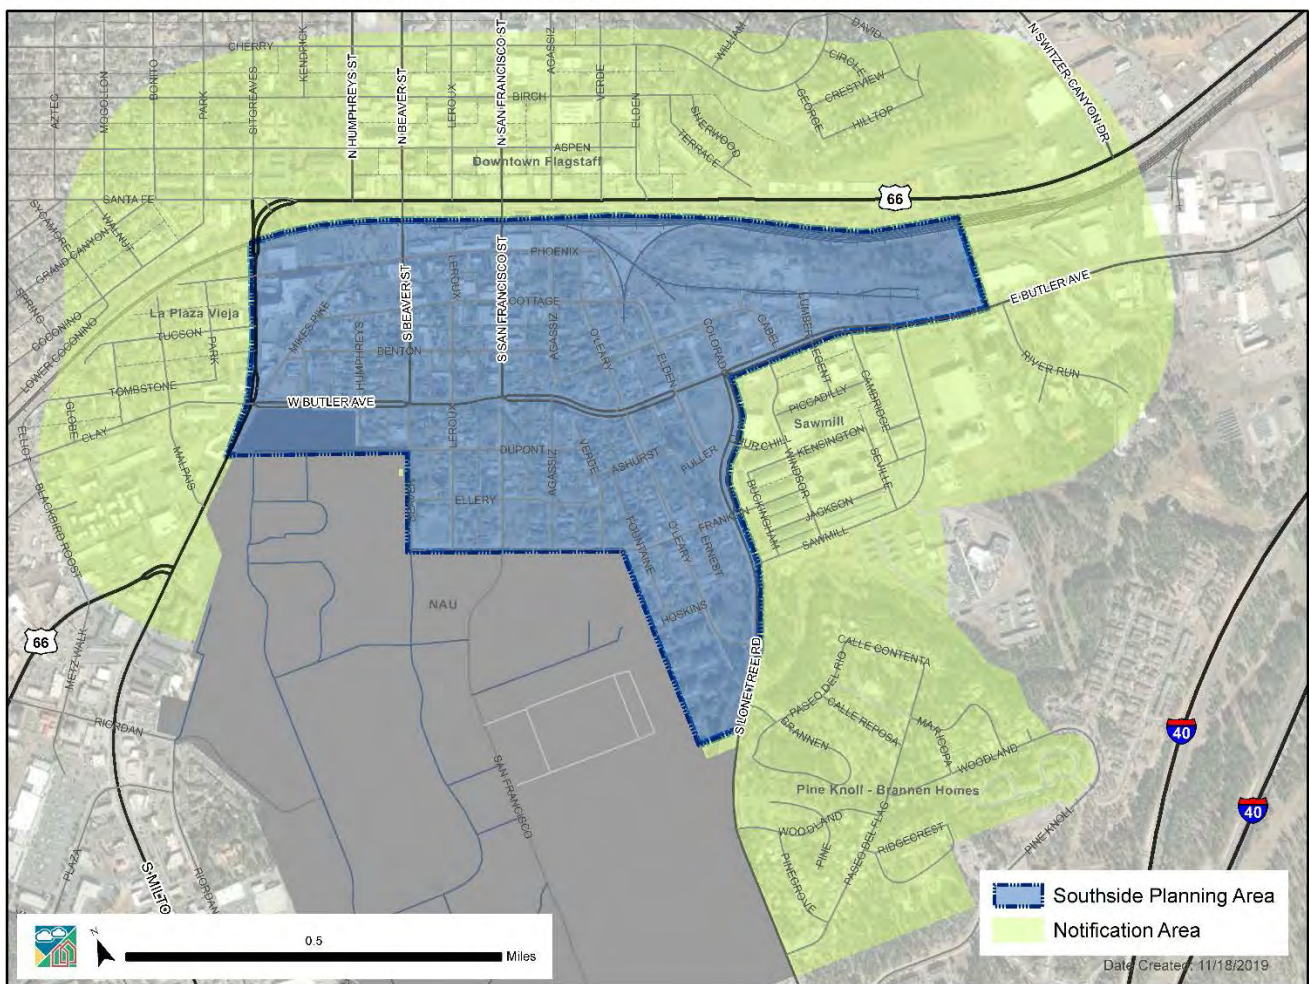 CHERRY
AZTEC
MOGOLLON
BONITO
PARK
SITGREAVES
KENDRICK
N HUMPHREYS ST
N BEAVER ST
LEROUX
N SAN FRANCISCO ST
AGASSIZ
VERDE
ELDEN
WILLIAM
DAVID
CIRCLE
CRESTVIEW
GEORGE
HILLTOP
N SWITZER CANYON DR
BIRCH
SHERWOOD
TERRACE
ASPEN
Downtown Flagstaff
SANTA FE
66
SYCAMORE
WALNUT
GRAND CANYON
SPRING
COCONINO
LOWER COCONINO
La Plaza Vieja
TUCSON
PARK
TOMBSTONE
GLOBE
CLAY
ELLIOT
MALPAIS
BLACKBIRD ROOST
MIKES PIKE
HUMPHREYS
BENTON
S BEAVER ST
LEROUX
PHOENIX
COTTAGE
S SAN FRANCISCO ST
AGASSIZ
O'LEARY
ELDEN
COLORADO
GABEL
LUMBER
REGENT
CAMBRIDGE
E BUTLER AVE
RIVER RUN
W BUTLER AVE
PICCADILLY
Sawmill
CHURCHILL
KENSINGTON
WINDSOR
SEVILLE
BUCKINGHAM
JACKSON
SAWMILL
LEROUX
DUPONT
VERDE
ASHURST
FULLER
AGASSIZ
BEAVER
ELLERY
FOUNTAINE
O'LEARY
FRANKLIN
ERNEST
HOSKINS
NAU
66
METZ WALK
RIORDAN
S LONE TREE RD
CALLE CONTENTA
PASEO DEL RIO
CALLE REPOSA
BRANNEN
MARICOPA
WOODLAND
40
40
Pine Knoll - Brannen Homes
WOODLAND
PINE
PINEGROVE
PASEO DEL FLAG
RIDGECREST
PINE KNOLL
SAN FRANCISCO
PLAZA
S MILTO
RIORDAN
Southside Planning Area
Notification Area
Date Created: 11/18/2019
N
0.5
Miles